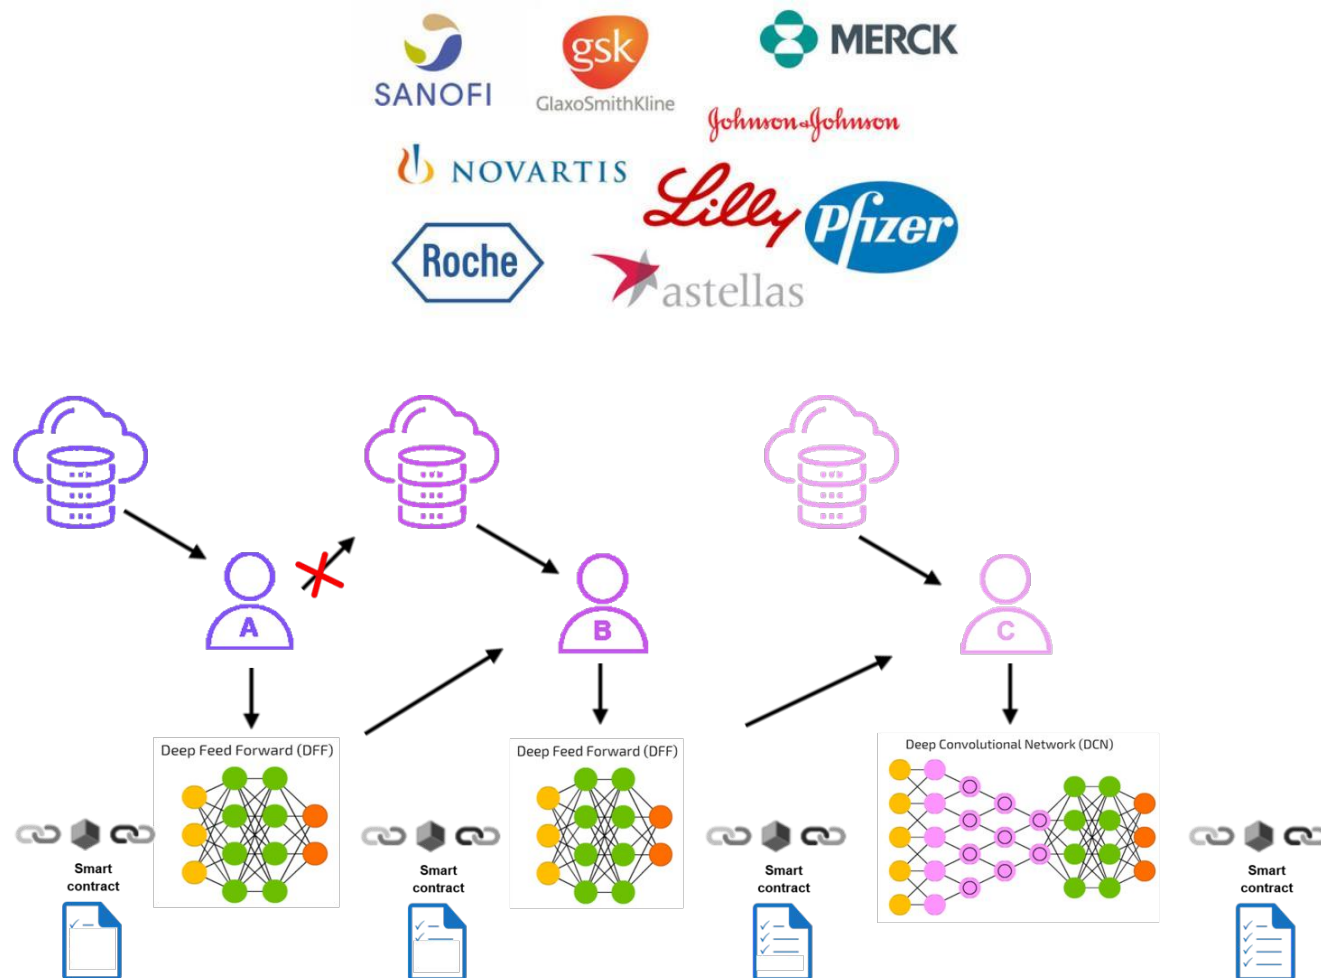 SANOFI
gsk
GlaxoSmithKline
MERCK
Johnson & Johnson
NOVARTIS
Lilly
Pfizer
Roche
astellas
A
B
C
Deep Feed Forward (DFF)
Deep Feed Forward (DFF)
Deep Convolutional Network (DCN)
Smart
contract
Smart
contract
Smart
contract
Smart
contract